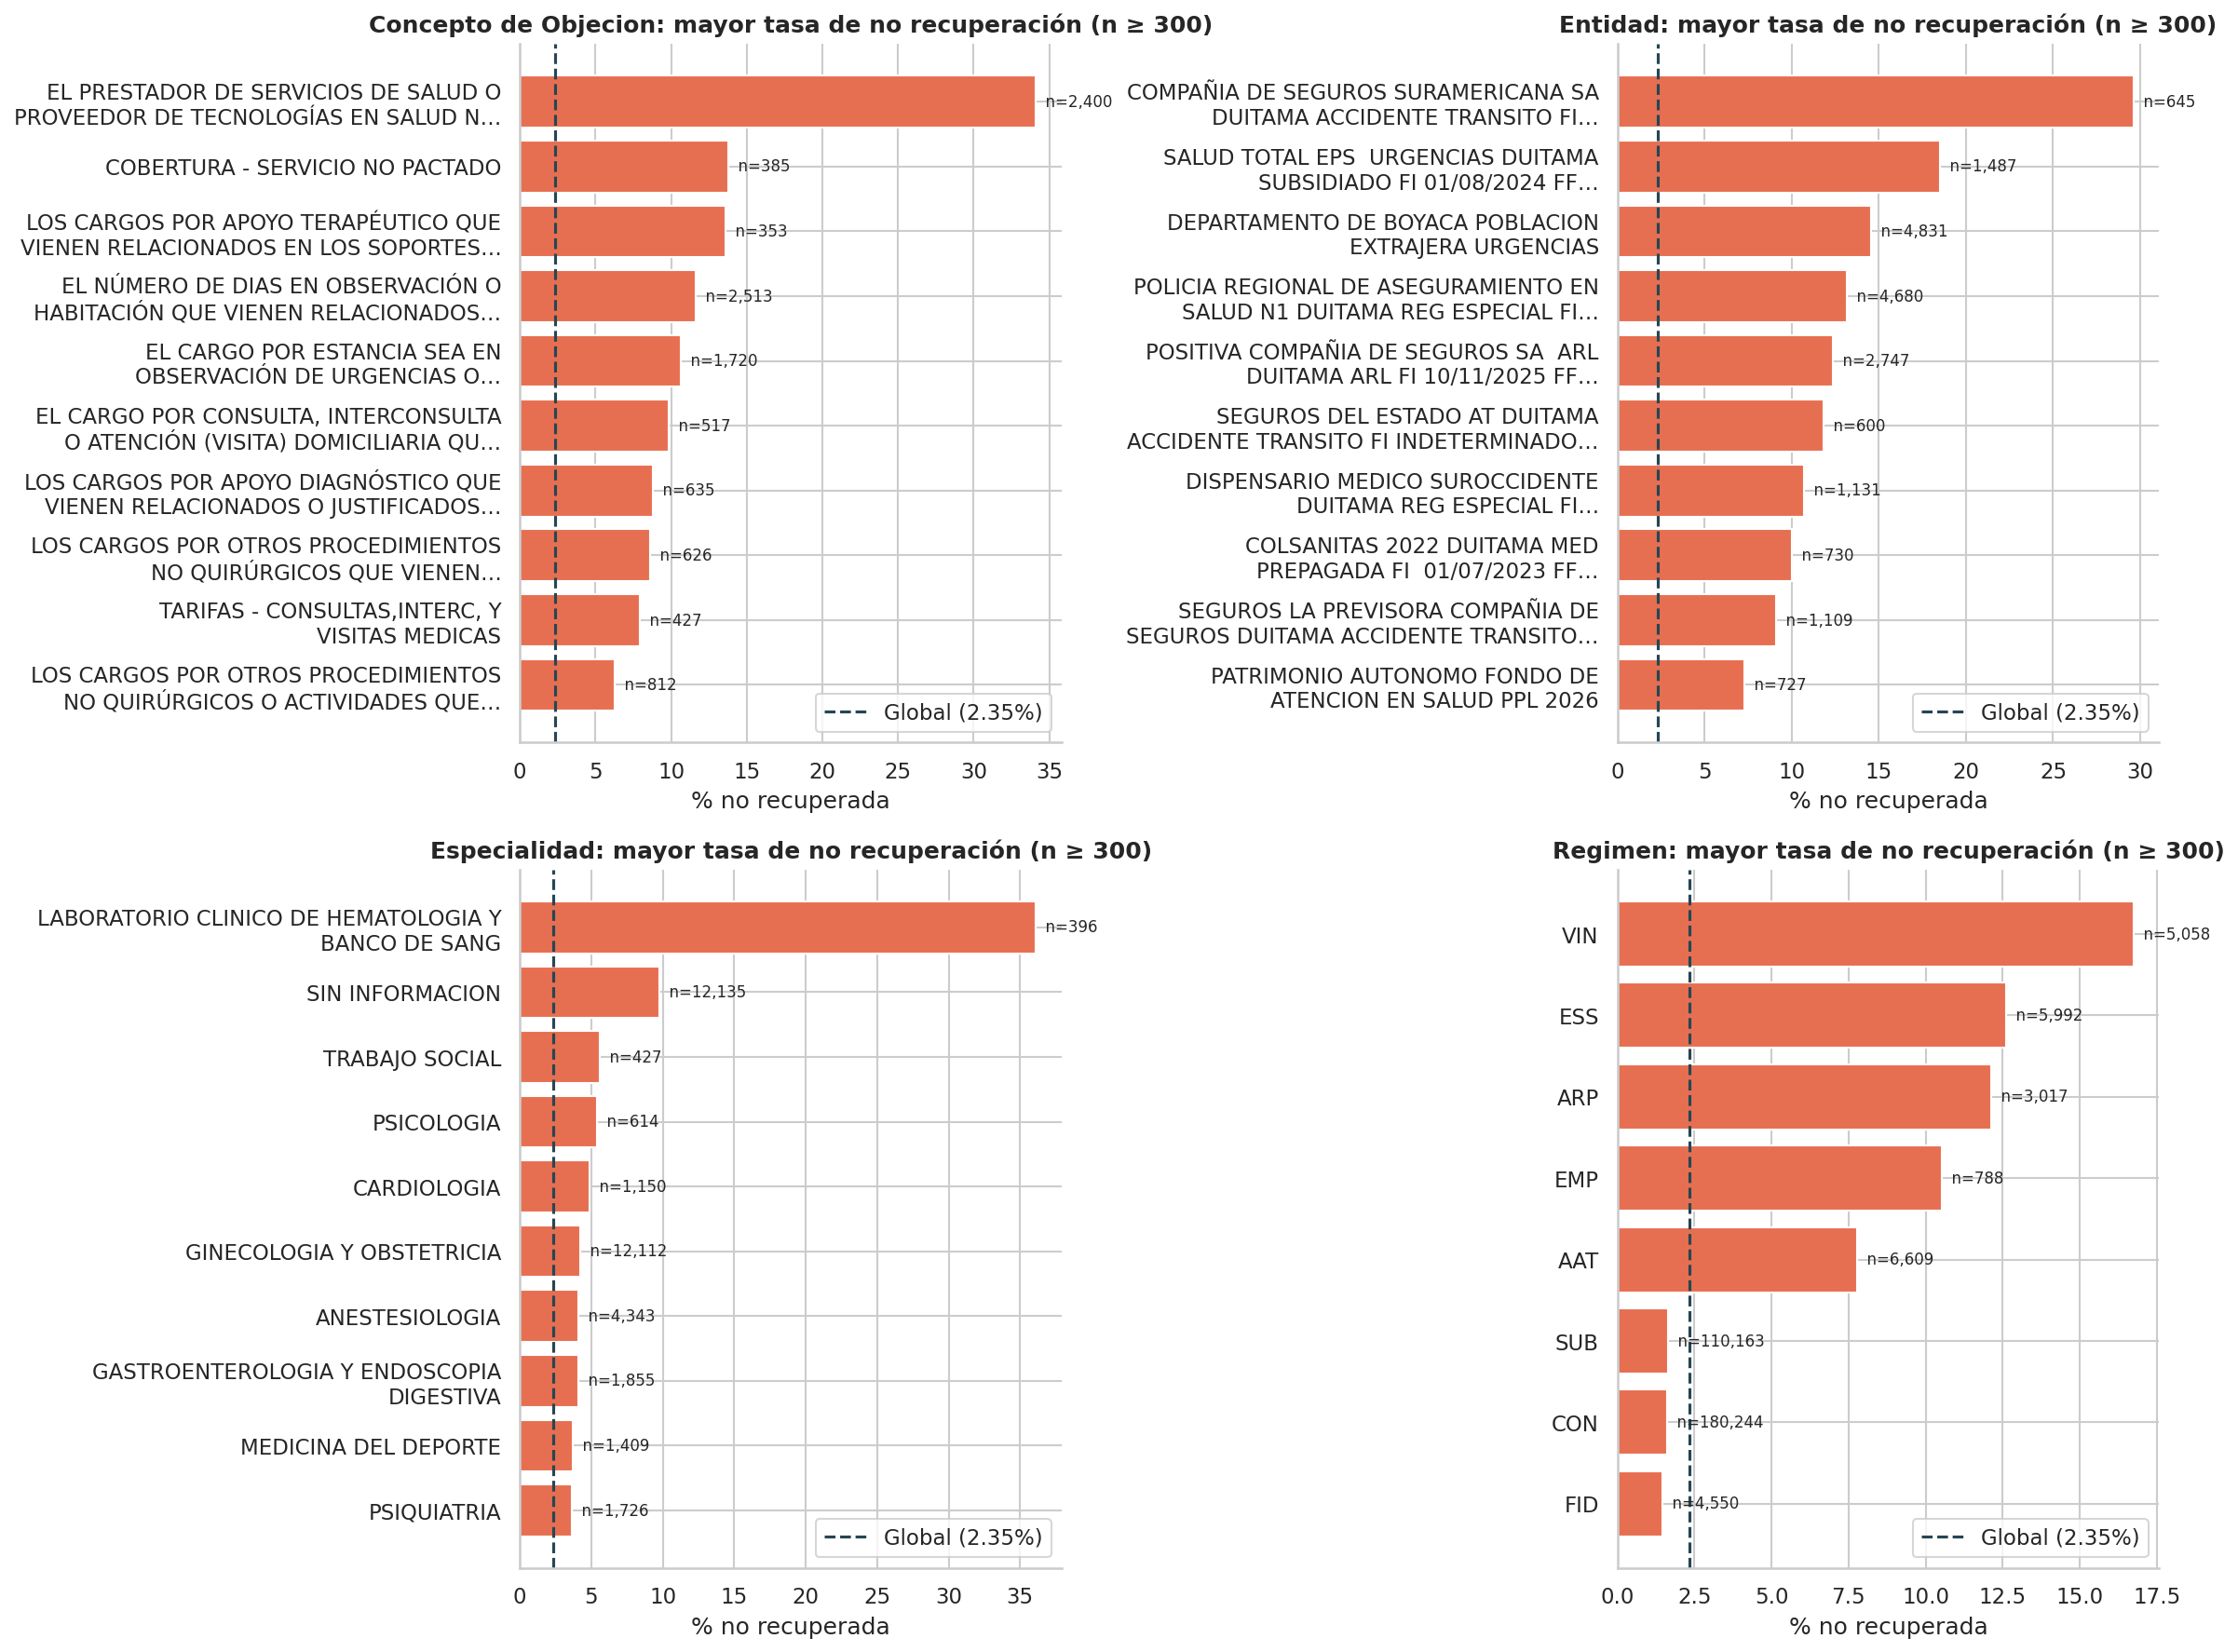 Concepto de Objecion: mayor tasa de no recuperación (n ≥ 300)
EL PRESTADOR DE SERVICIOS DE SALUD O
PROVEEDOR DE TECNOLOGÍAS EN SALUD N…
n=2,400
COBERTURA - SERVICIO NO PACTADO
n=385
LOS CARGOS POR APOYO TERAPÉUTICO QUE
VIENEN RELACIONADOS EN LOS SOPORTES…
n=353
EL NÚMERO DE DIAS EN OBSERVACIÓN O
HABITACIÓN QUE VIENEN RELACIONADOS…
n=2,513
EL CARGO POR ESTANCIA SEA EN
OBSERVACIÓN DE URGENCIAS O…
n=1,720
EL CARGO POR CONSULTA, INTERCONSULTA
O ATENCIÓN (VISITA) DOMICILIARIA QU…
n=517
LOS CARGOS POR APOYO DIAGNÓSTICO QUE
VIENEN RELACIONADOS O JUSTIFICADOS…
n=635
LOS CARGOS POR OTROS PROCEDIMIENTOS
NO QUIRÚRGICOS QUE VIENEN…
n=626
TARIFAS - CONSULTAS,INTERC, Y
VISITAS MEDICAS
n=427
LOS CARGOS POR OTROS PROCEDIMIENTOS
NO QUIRÚRGICOS O ACTIVIDADES QUE…
n=812
Global (2.35%)
0 5 10 15 20 25 30 35
% no recuperada
Entidad: mayor tasa de no recuperación (n ≥ 300)
COMPAÑIA DE SEGUROS SURAMERICANA SA
DUITAMA ACCIDENTE TRANSITO FI…
n=645
SALUD TOTAL EPS  URGENCIAS DUITAMA
SUBSIDIADO FI 01/08/2024 FF…
n=1,487
DEPARTAMENTO DE BOYACA POBLACION
EXTRAJERA URGENCIAS
n=4,831
POLICIA REGIONAL DE ASEGURAMIENTO EN
SALUD N1 DUITAMA REG ESPECIAL FI…
n=4,680
POSITIVA COMPAÑIA DE SEGUROS SA  ARL
DUITAMA ARL FI 10/11/2025 FF…
n=2,747
SEGUROS DEL ESTADO AT DUITAMA
ACCIDENTE TRANSITO FI INDETERMINADO…
n=600
DISPENSARIO MEDICO SUROCCIDENTE
DUITAMA REG ESPECIAL FI…
n=1,131
COLSANITAS 2022 DUITAMA MED
PREPAGADA FI  01/07/2023 FF…
n=730
SEGUROS LA PREVISORA COMPAÑIA DE
SEGUROS DUITAMA ACCIDENTE TRANSITO…
n=1,109
PATRIMONIO AUTONOMO FONDO DE
ATENCION EN SALUD PPL 2026
n=727
Global (2.35%)
0 5 10 15 20 25 30
% no recuperada
Especialidad: mayor tasa de no recuperación (n ≥ 300)
LABORATORIO CLINICO DE HEMATOLOGIA Y
BANCO DE SANG
n=396
SIN INFORMACION
n=12,135
TRABAJO SOCIAL
n=427
PSICOLOGIA
n=614
CARDIOLOGIA
n=1,150
GINECOLOGIA Y OBSTETRICIA
n=12,112
ANESTESIOLOGIA
n=4,343
GASTROENTEROLOGIA Y ENDOSCOPIA
DIGESTIVA
n=1,855
MEDICINA DEL DEPORTE
n=1,409
PSIQUIATRIA
n=1,726
Global (2.35%)
0 5 10 15 20 25 30 35
% no recuperada
Regimen: mayor tasa de no recuperación (n ≥ 300)
VIN
n=5,058
ESS
n=5,992
ARP
n=3,017
EMP
n=788
AAT
n=6,609
SUB
n=110,163
CON
n=180,244
FID
n=4,550
Global (2.35%)
0.0 2.5 5.0 7.5 10.0 12.5 15.0 17.5
% no recuperada